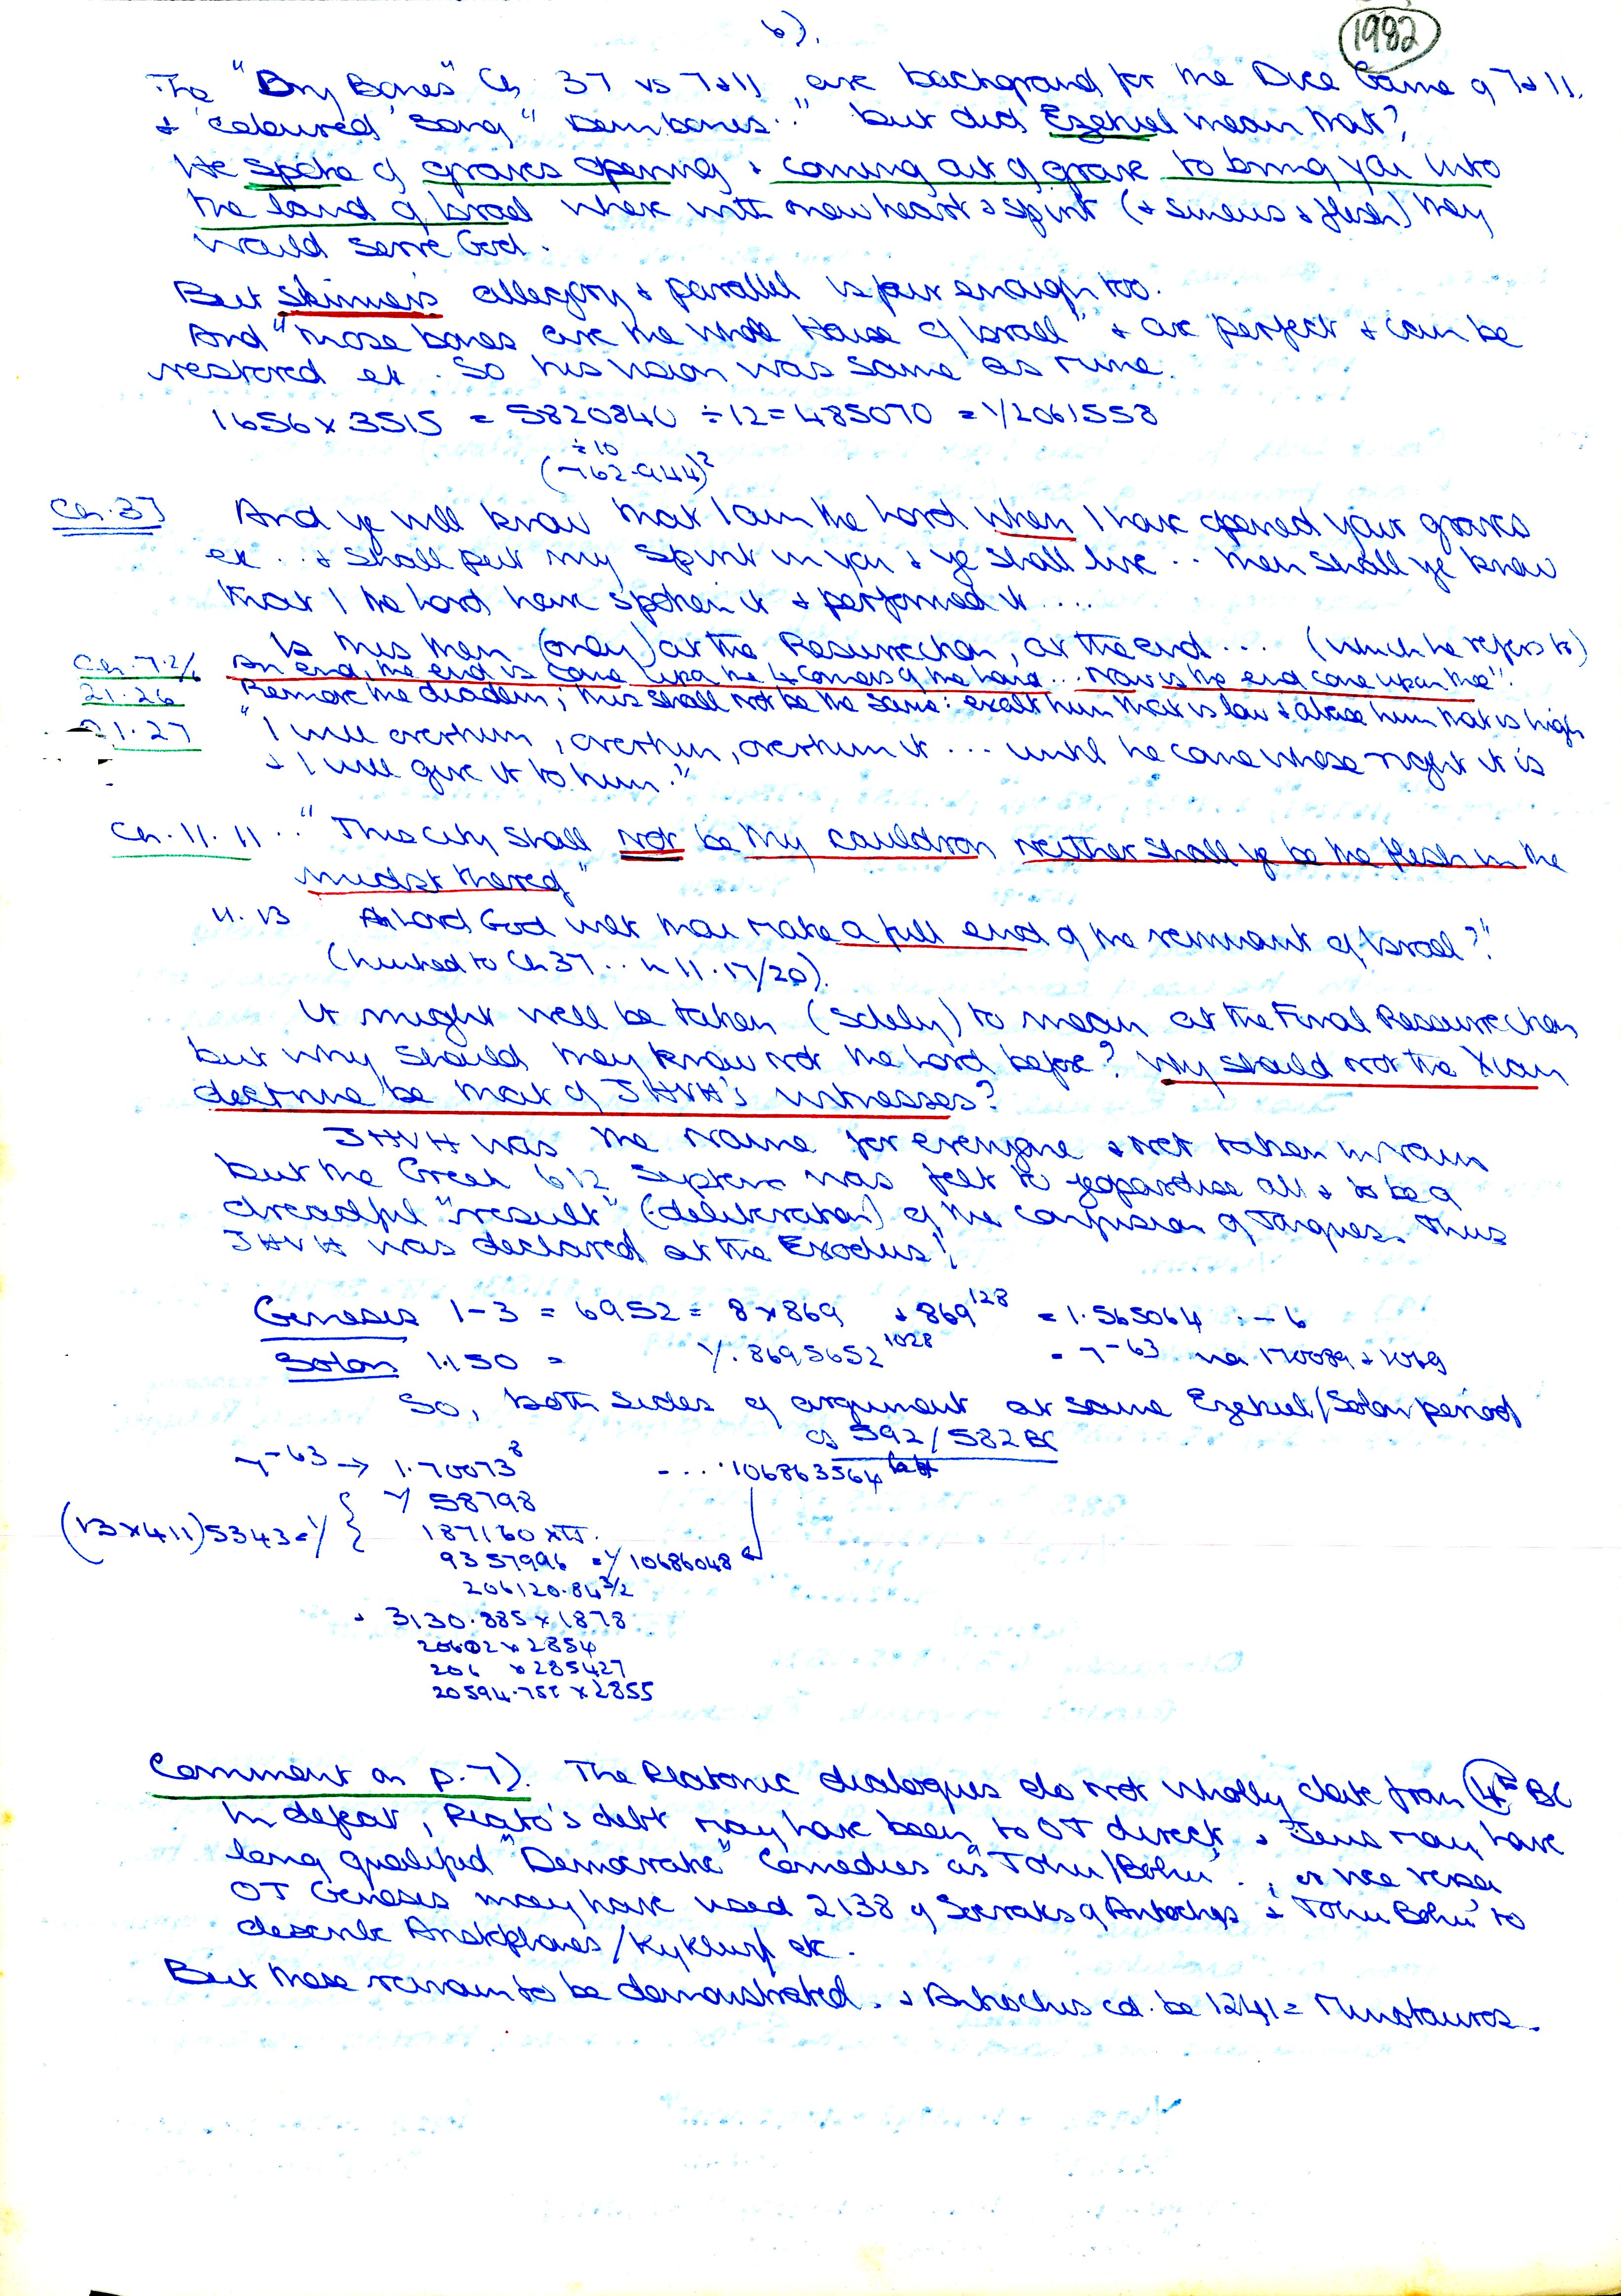 6).
1982
The "Dry Bones" Ch 37 vs 7&11 are background for the Dice Game of 7&11.
& 'coloured' song "dem bones.." but did Ezekiel mean that?
He spoke of graves opening & coming out of grave to bring you into
the land of Israel where with new heart & spirit (& sinews & flesh) they
would serve God.
But Skinner's allegory & parallel is fair enough too.
And "those bones are the whole House of Israel" & are perfect & can be
restored etc. So his vision was same as mine.
1656 x 3515 = 5820840 ÷ 12 = 485070 = 1/2061558
÷ 10
(762.944)²
Ch. 37 And ye will know that I am the Lord when I have opened your graves
etc .. & shall put my spirit in you & ye shall live .. then shall ye know
that I the Lord have spoken it & performed it ....
Is this then (only) at the Resurrection, at the end ... (which he refers to)
Ch. 7.2/6 An end, the end is come upon the 4 corners of the land ... Now is the end come upon thee".
21.26 Remove the diadem; this shall not be the same: exalt him that is low & abase him that is high
21.27 "I will overturn, overturn, overturn it ... until he come whose right it is
& I will give it to him."
Ch. 11.11 .. "This city shall not be my cauldron neither shall ye be the flesh in the
midst thereof"
11.13 Ah Lord God wilt thou make a full end of the remnant of Israel?"
(linked to Ch 37 .. in 11.17/20).
It might well be taken (solely) to mean at the Final Resurrection
but why should they know not the Lord before? Why should not the Xian
doctrine be that of JHVH's witnesses?
JHVH was the name for everyone & not taken in vain
but the Greek 612 System was felt to jeopardise all & to be a
dreadful "result" (deliberation) of the confusion of Tongues. Thus
JHVH was declared at the Exodus!
Genesis 1-3 = 6952 = 8 x 869 & 869¹²⁸ = 1.565064 . - 6
Solon 1.150 = 1/.8695652¹⁰²⁸ = 7⁻⁶³ via 170089 & 1069
So, both sides of argument at same Ezekiel/Solon period
of 592/582 BC
7⁻⁶³ → 1.70073⁸ - ... 106863564
1/58798
(13x411) 5343 = 1/ { 187160 x π.
9357996 = 1/10686048
206120.84³/²
& 3130.885 x 1878
20602 x 2854
206 x 285427
20594.755 x 2855
Comment on p.7). The Platonic dialogues do not wholly date from 4th BC
In defeat, Plato's debt may have been to OT direct & Jews may have
long qualified "Democratic" Comedies as "Tohu/Bohu". ; or vice versa
OT Genesis may have used 2138 of Socrates of Antiochus & 'Tohu Bohu' to
describe Aristophanes / etc.
But these remain to be demonstrated. & Antiochus cd. be 1241 = Minotauros.